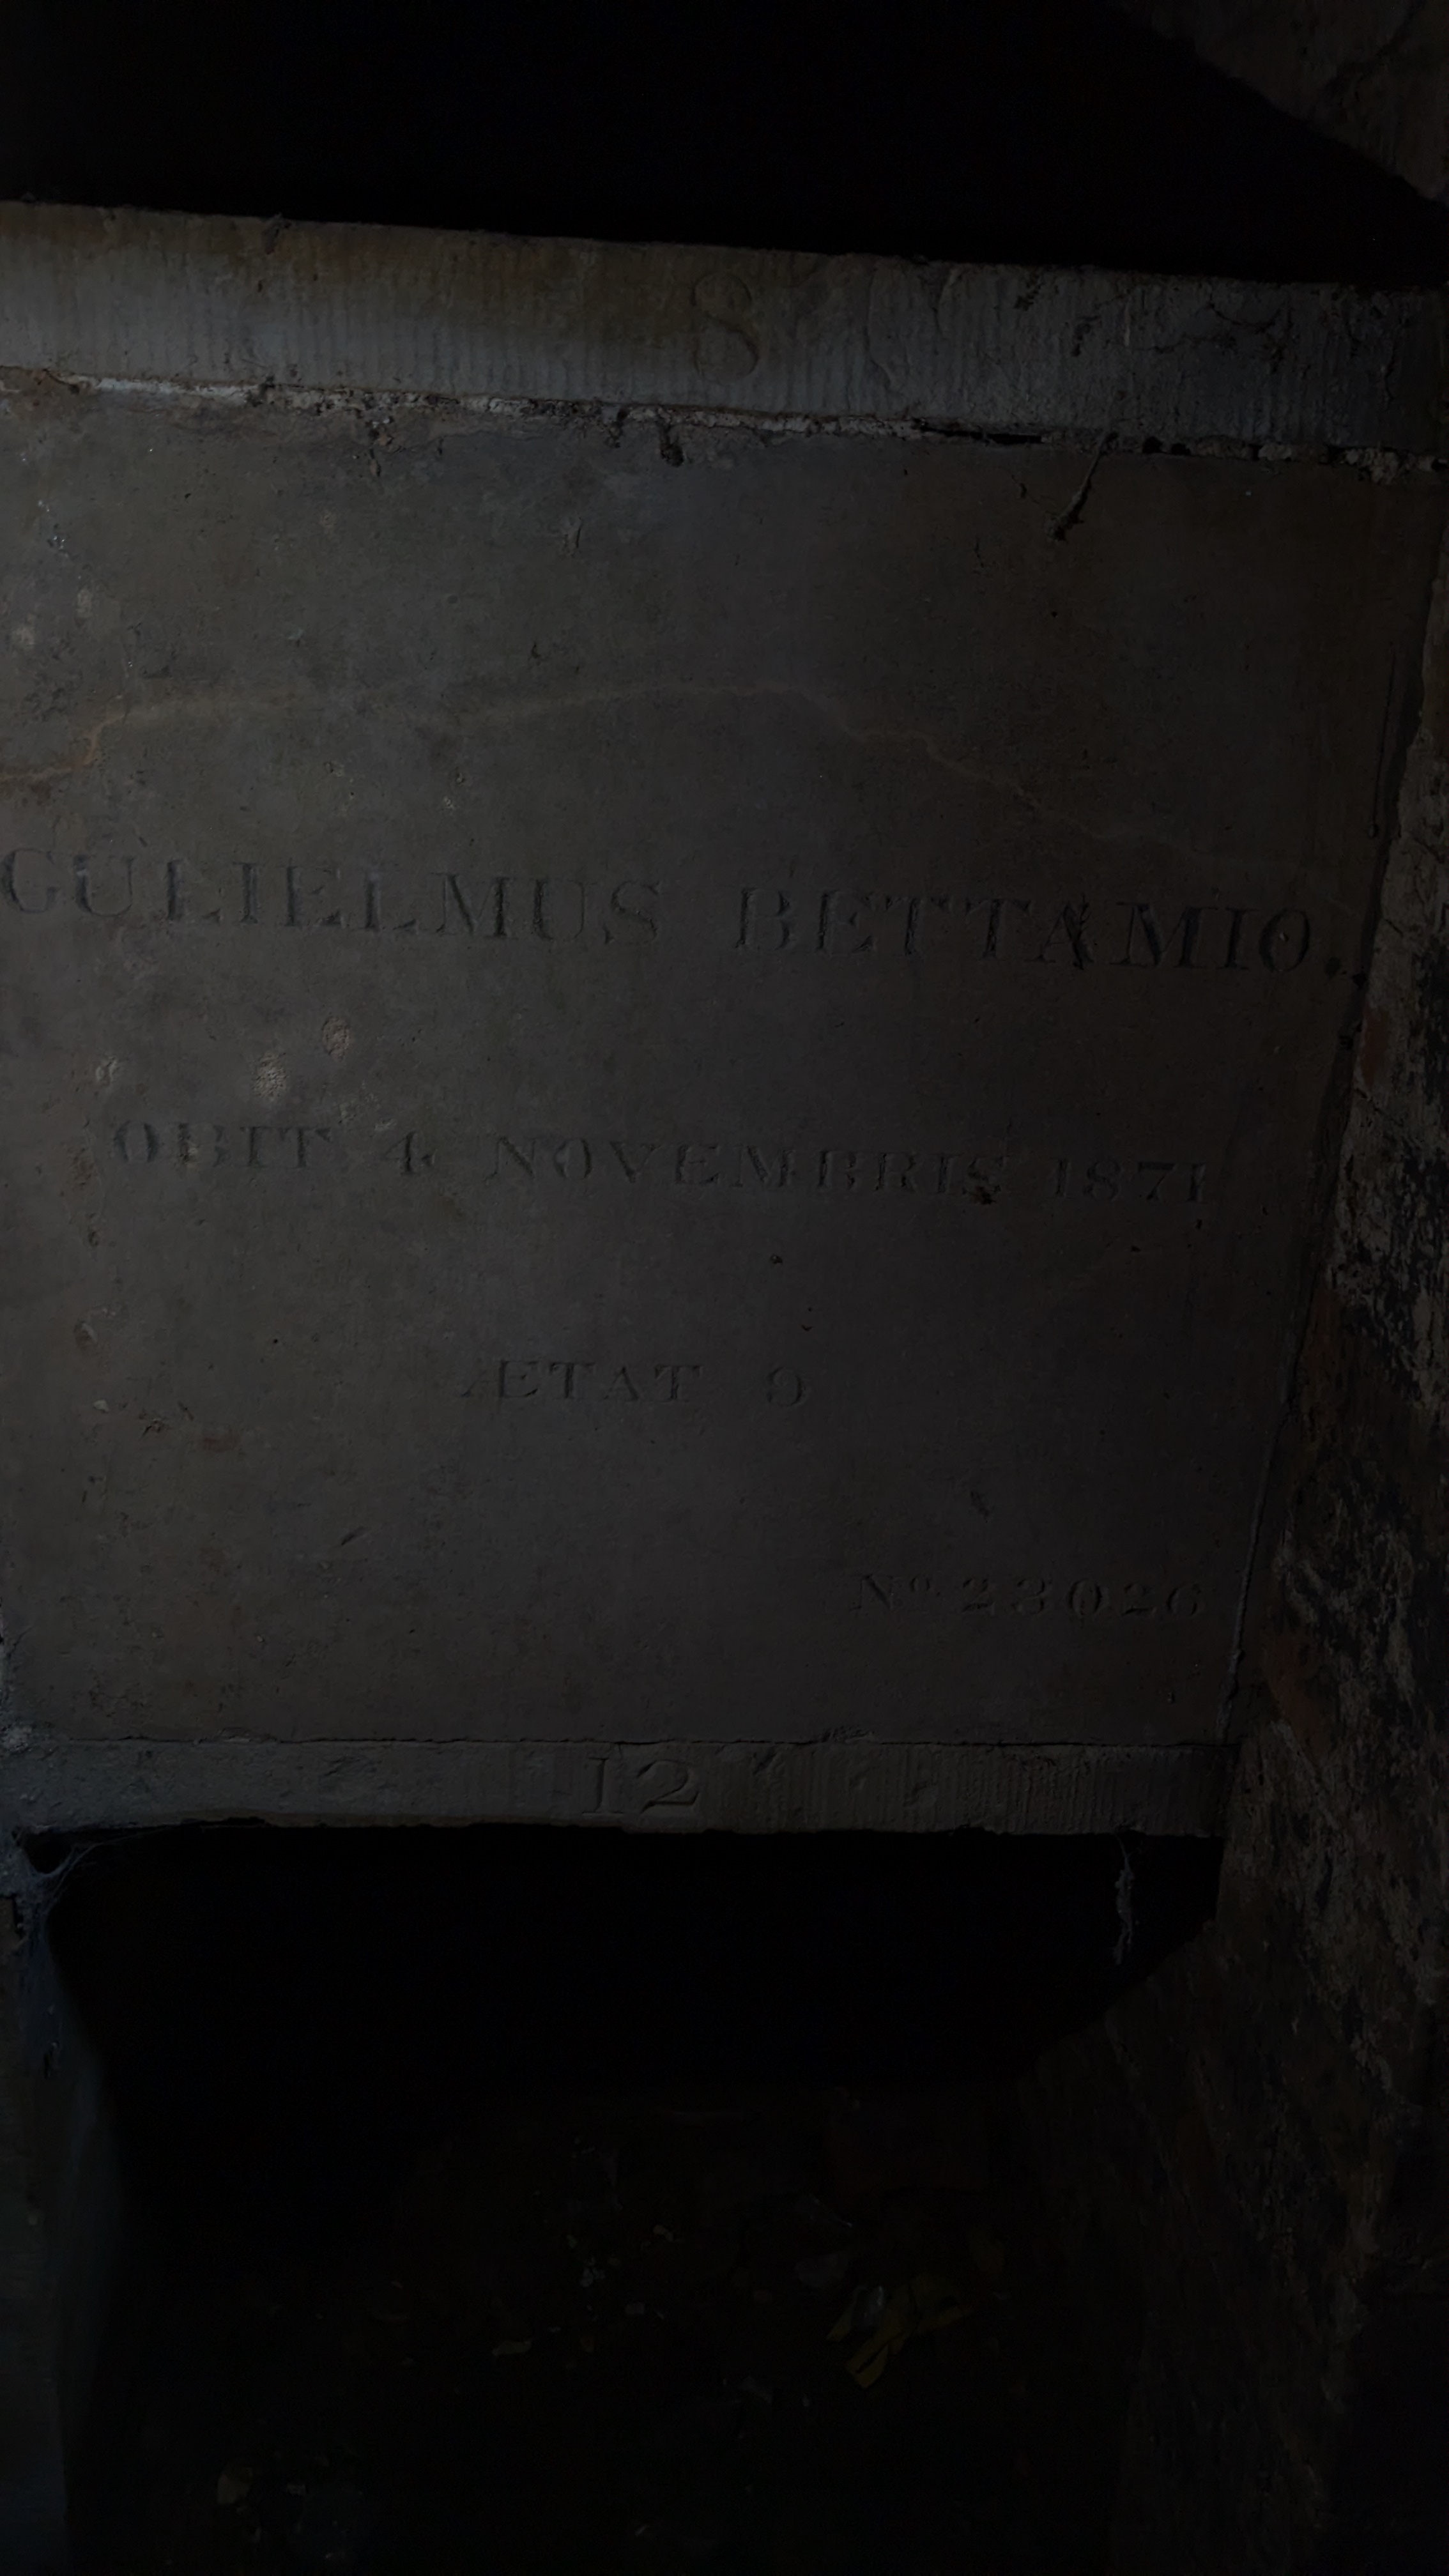 8
GULIELMUS BETTAMIO.
OBIIT 4 NOVEMBRIS 1871
ÆTAT 9
Nº 23026
12